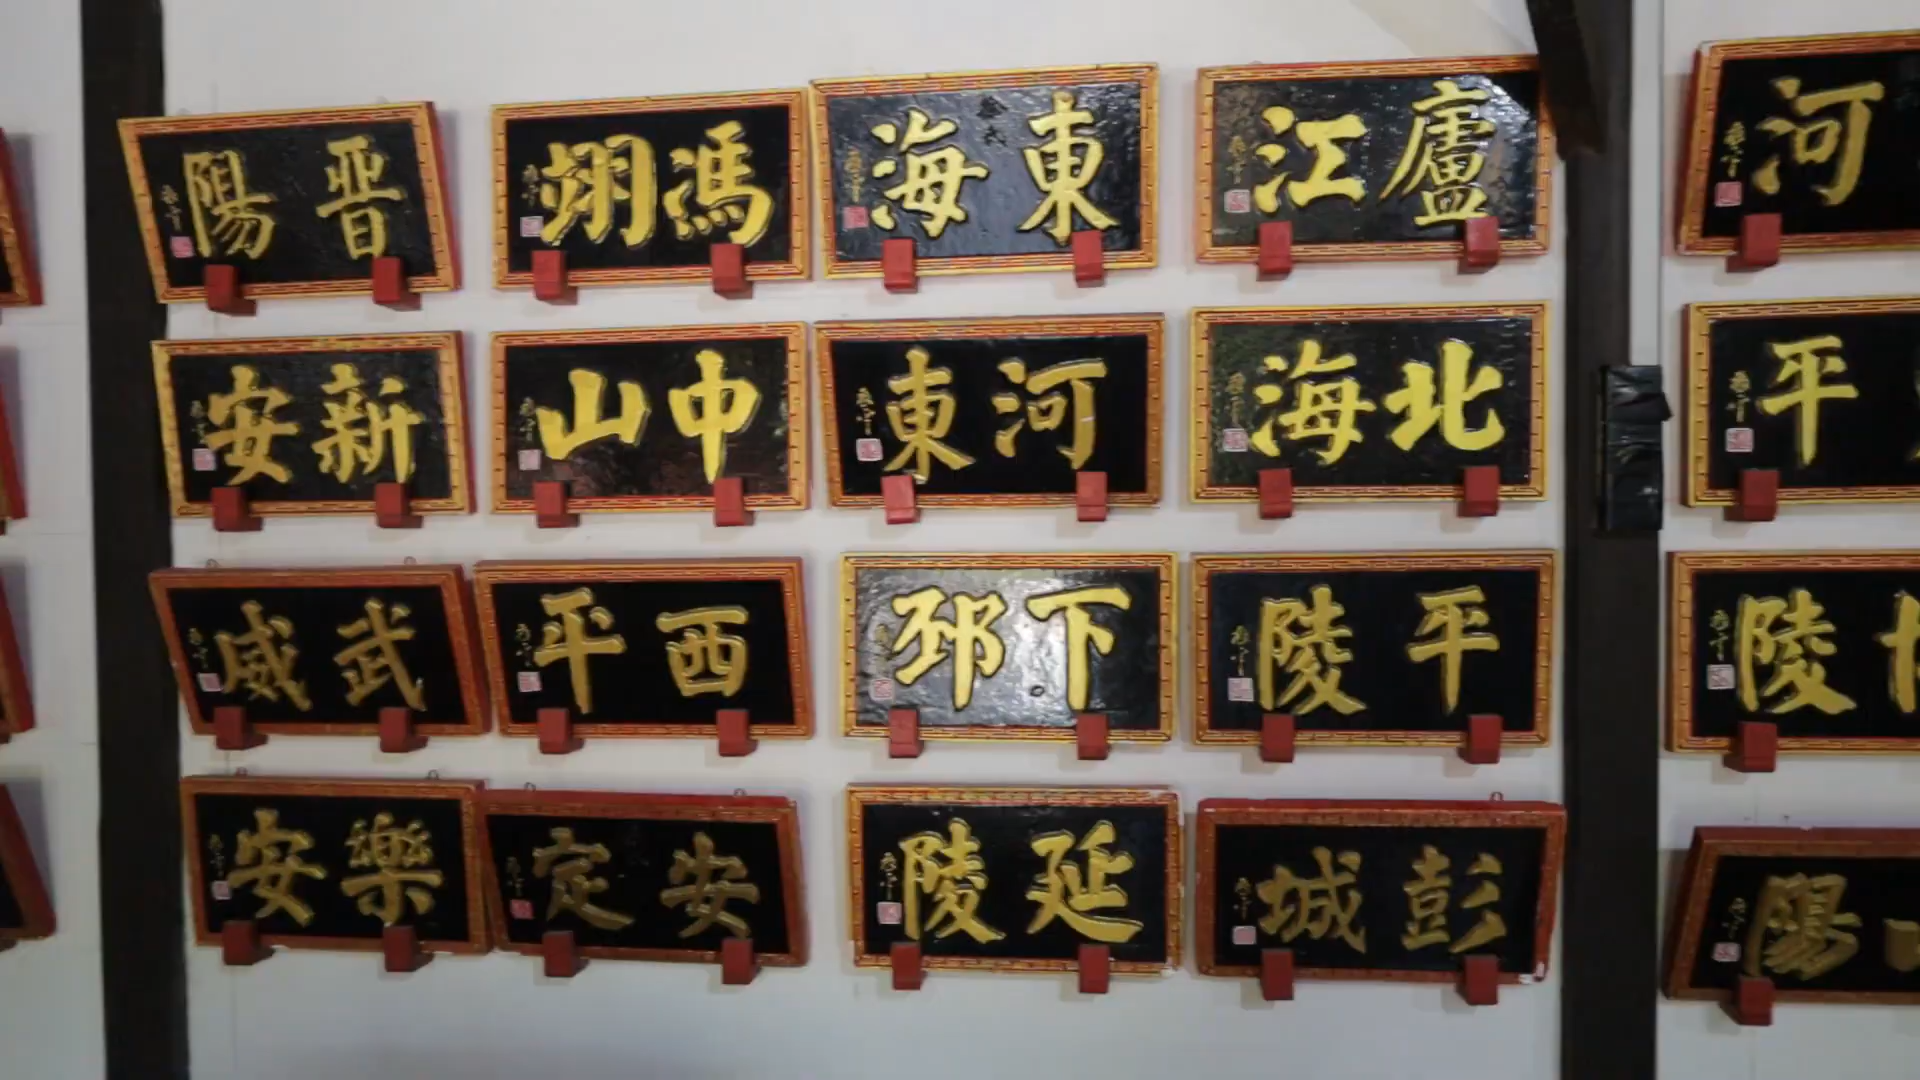 晋陽
馮翊
東海
廬江
河
新安
中山
河東
北海
平
武威
西平
下邳
平陵
陵
樂安
安定
延陵
彭城
陽